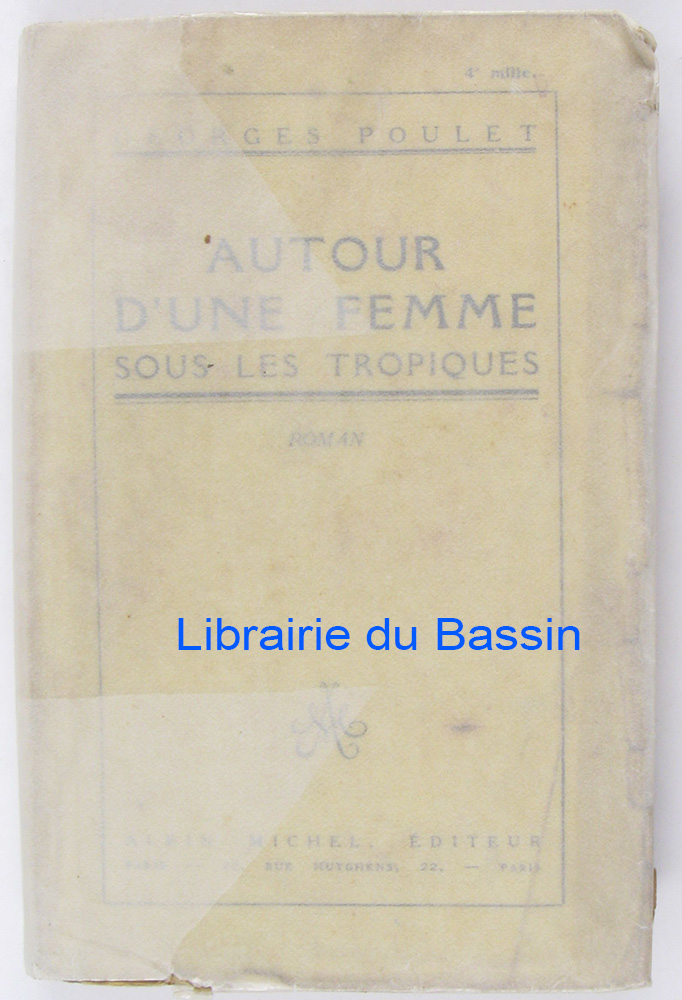 4e mille.
GEORGES POULET
AUTOUR
D'UNE FEMME
SOUS LES TROPIQUES
ROMAN
Librairie du Bassin
ALBIN MICHEL, ÉDITEUR
PARIS — 22, RUE HUYGHENS, 22, — PARIS